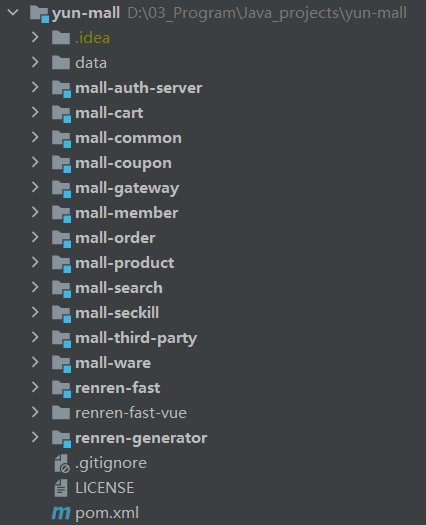 yun-mall D:\03_Program\Java_projects\yun-mall
.idea
data
mall-auth-server
mall-cart
mall-common
mall-coupon
mall-gateway
mall-member
mall-order
mall-product
mall-search
mall-seckill
mall-third-party
mall-ware
renren-fast
renren-fast-vue
renren-generator
.gitignore
LICENSE
pom.xml